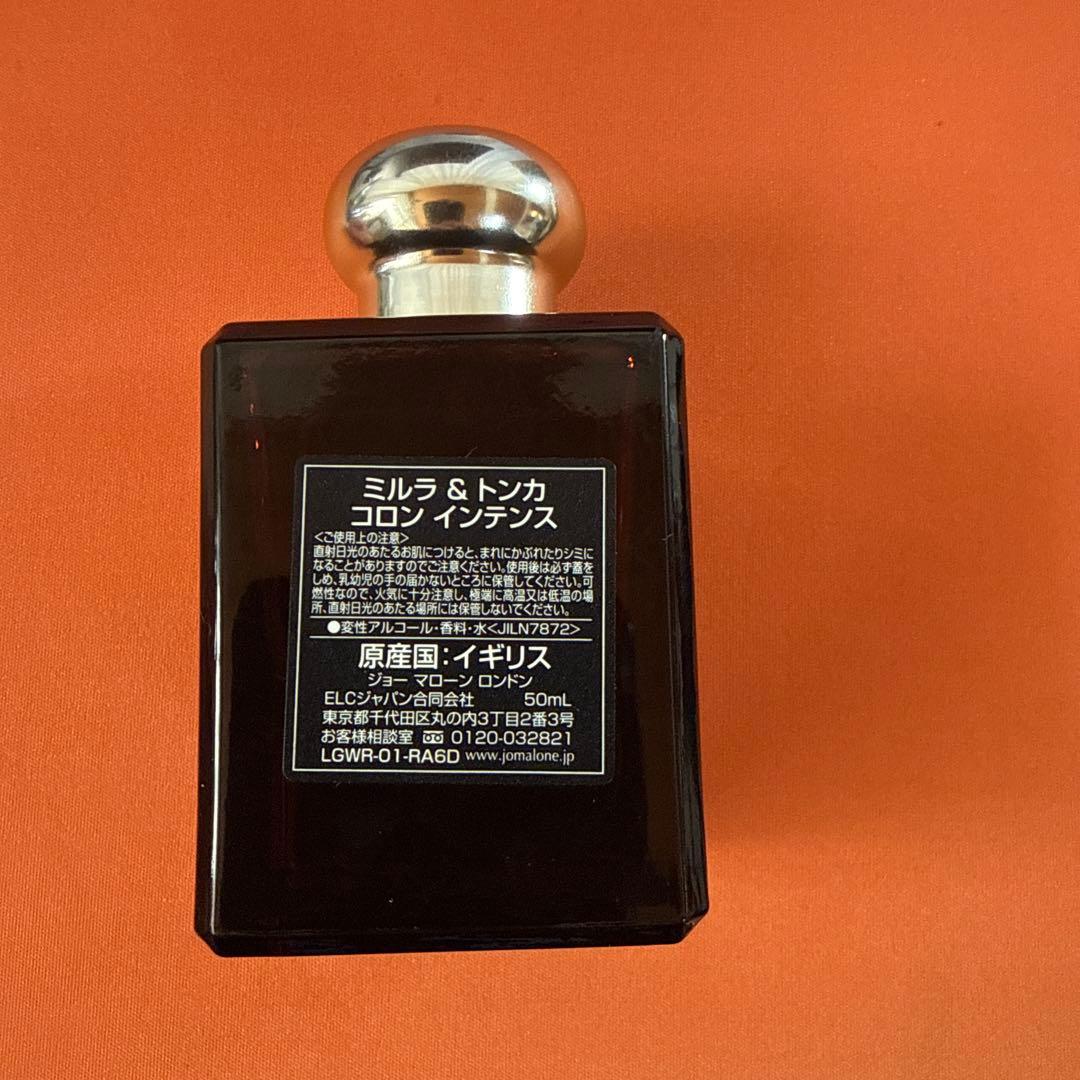 ミルラ & トンカ
コロン インテンス
<ご使用上の注意>
直射日光のあたるお肌につけると、まれにかぶれたりシミに
なることがありますのでご注意ください。使用後は必ず蓋を
しめ、乳幼児の手の届かないところに保管してください。可
燃性なので、火気に十分注意し、極端に高温又は低温の場
所、直射日光のあたる場所には保管しないでください。
●変性アルコール・香料・水<JILN7872>
原産国:イギリス
ジョー マローン ロンドン
ELCジャパン合同会社 50mL
東京都千代田区丸の内3丁目2番3号
お客様相談室 0120-032821
LGWR-01-RA6D www.jomalone.jp